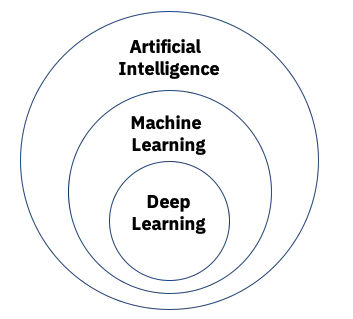 Artificial
Intelligence
Machine
Learning
Deep
Learning